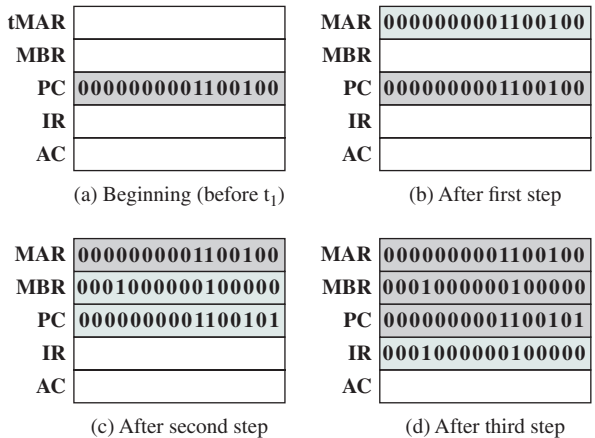 tMAR
MBR
PC 0000000001100100
IR
AC
(a) Beginning (before t1)
MAR 0000000001100100
MBR
PC 0000000001100100
IR
AC
(b) After first step
MAR 0000000001100100
MBR 0001000000100000
PC 0000000001100101
IR
AC
(c) After second step
MAR 0000000001100100
MBR 0001000000100000
PC 0000000001100101
IR 0001000000100000
AC
(d) After third step